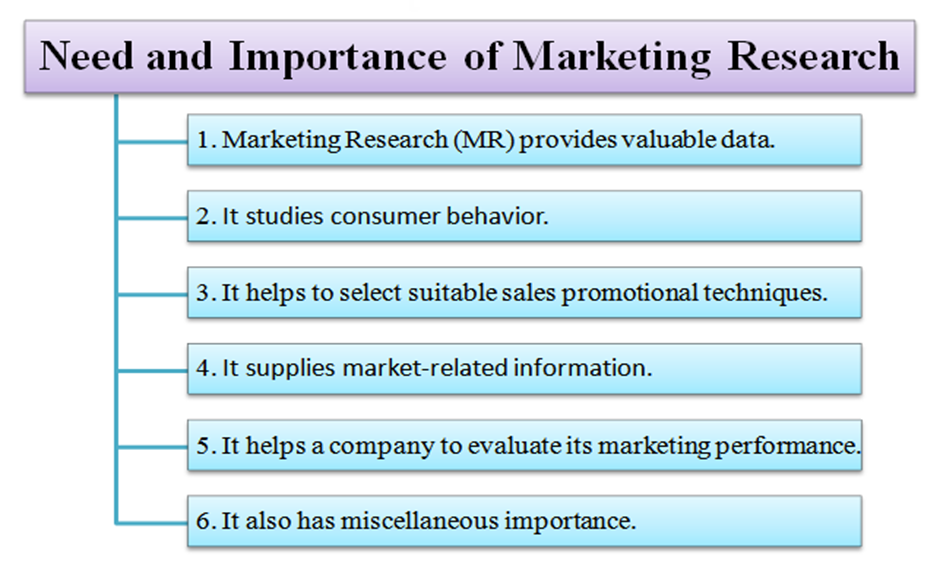 Need and Importance of Marketing Research
1. Marketing Research (MR) provides valuable data.
2. It studies consumer behavior.
3. It helps to select suitable sales promotional techniques.
4. It supplies market-related information.
5. It helps a company to evaluate its marketing performance.
6. It also has miscellaneous importance.